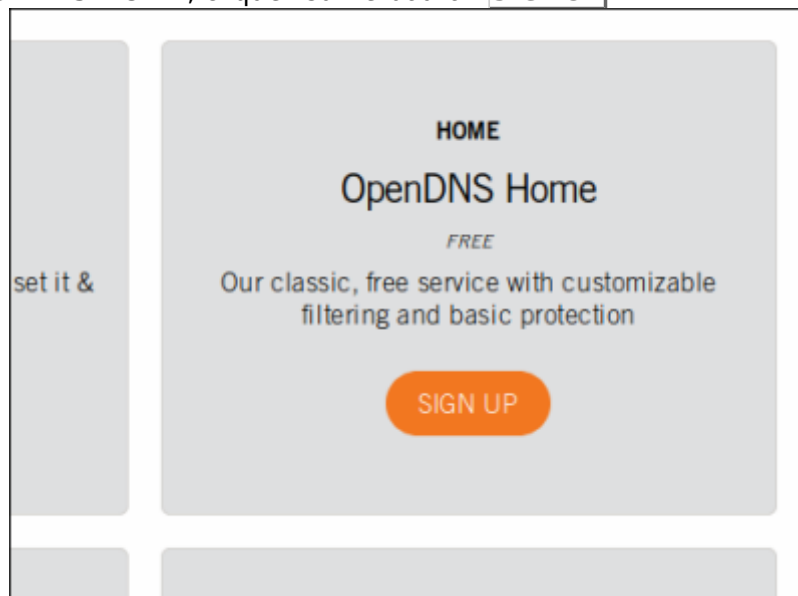 HOME
OpenDNS Home
FREE
set it &
Our classic, free service with customizable
filtering and basic protection
SIGN UP